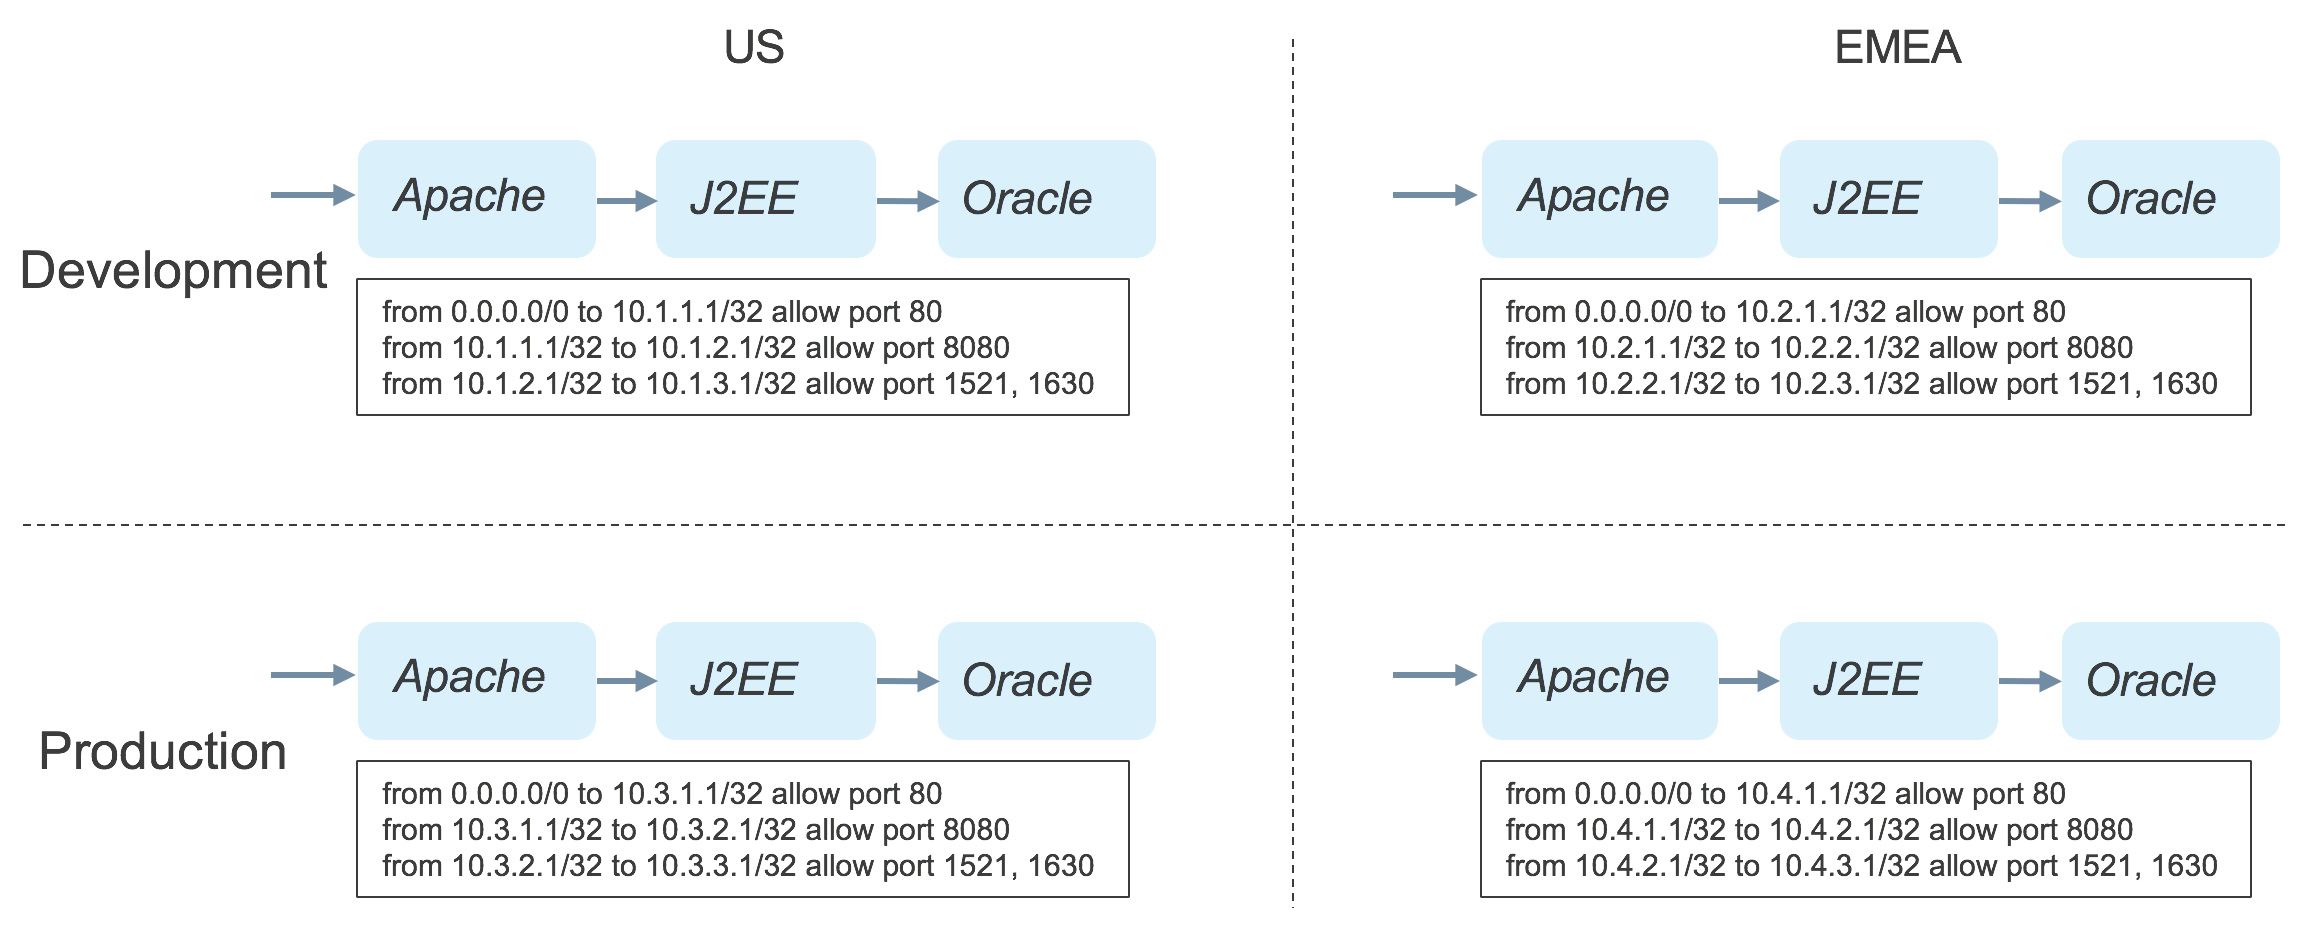 US
EMEA
Development
Apache
J2EE
Oracle
from 0.0.0.0/0 to 10.1.1.1/32 allow port 80
from 10.1.1.1/32 to 10.1.2.1/32 allow port 8080
from 10.1.2.1/32 to 10.1.3.1/32 allow port 1521, 1630
Apache
J2EE
Oracle
from 0.0.0.0/0 to 10.2.1.1/32 allow port 80
from 10.2.1.1/32 to 10.2.2.1/32 allow port 8080
from 10.2.2.1/32 to 10.2.3.1/32 allow port 1521, 1630
Production
Apache
J2EE
Oracle
from 0.0.0.0/0 to 10.3.1.1/32 allow port 80
from 10.3.1.1/32 to 10.3.2.1/32 allow port 8080
from 10.3.2.1/32 to 10.3.3.1/32 allow port 1521, 1630
Apache
J2EE
Oracle
from 0.0.0.0/0 to 10.4.1.1/32 allow port 80
from 10.4.1.1/32 to 10.4.2.1/32 allow port 8080
from 10.4.2.1/32 to 10.4.3.1/32 allow port 1521, 1630